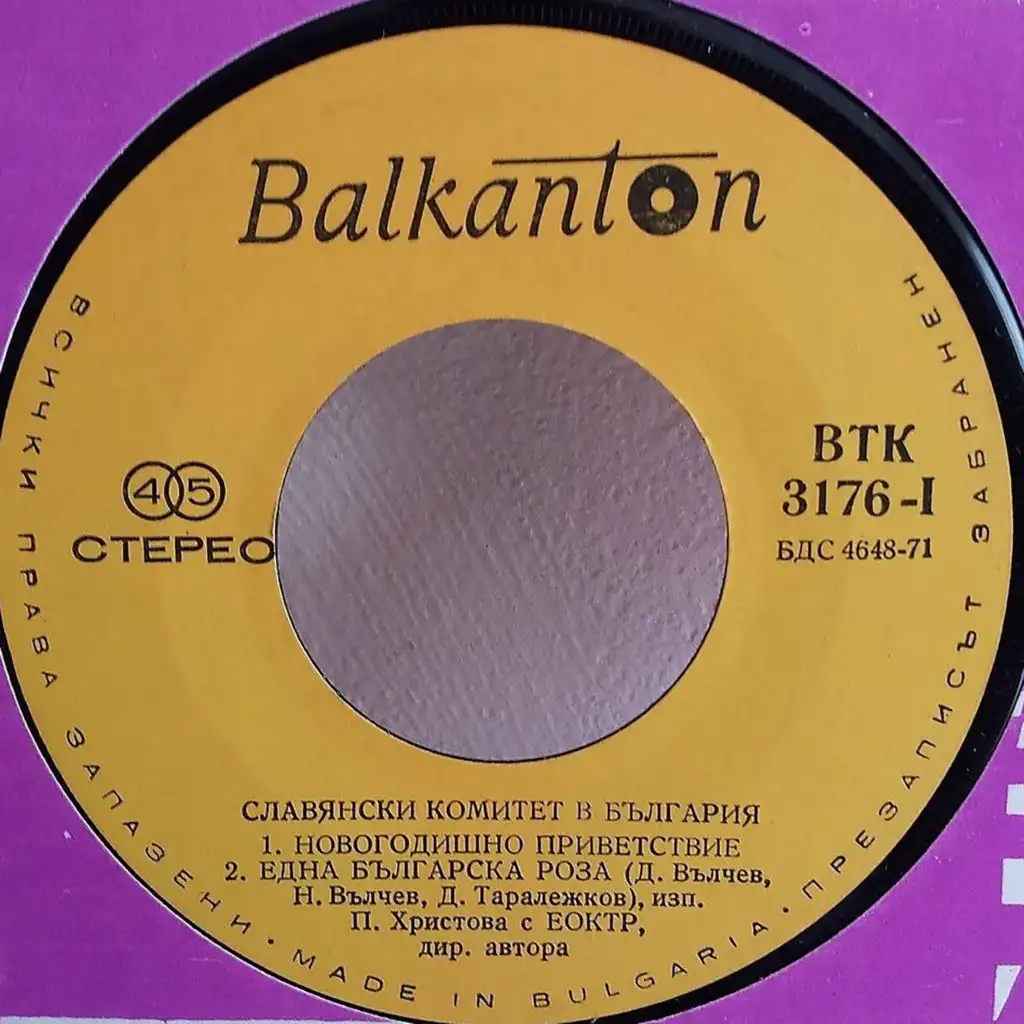 Balkanton
45
СТЕРЕО
ВТК
3176-I
БДС 4648-71
СЛАВЯНСКИ КОМИТЕТ В БЪЛГАРИЯ
1. НОВОГОДИШНО ПРИВЕТСТВИЕ
2. ЕДНА БЪЛГАРСКА РОЗА (Д. Вълчев,
Н. Вълчев, Д. Таралежков), изп.
П. Христова с ЕОКТР,
дир. автора
ВСИЧКИ ПРАВА ЗАПАЗЕНИ · MADE IN BULGARIA · ПРЕЗАПИСЪТ ЗАБРАНЕН